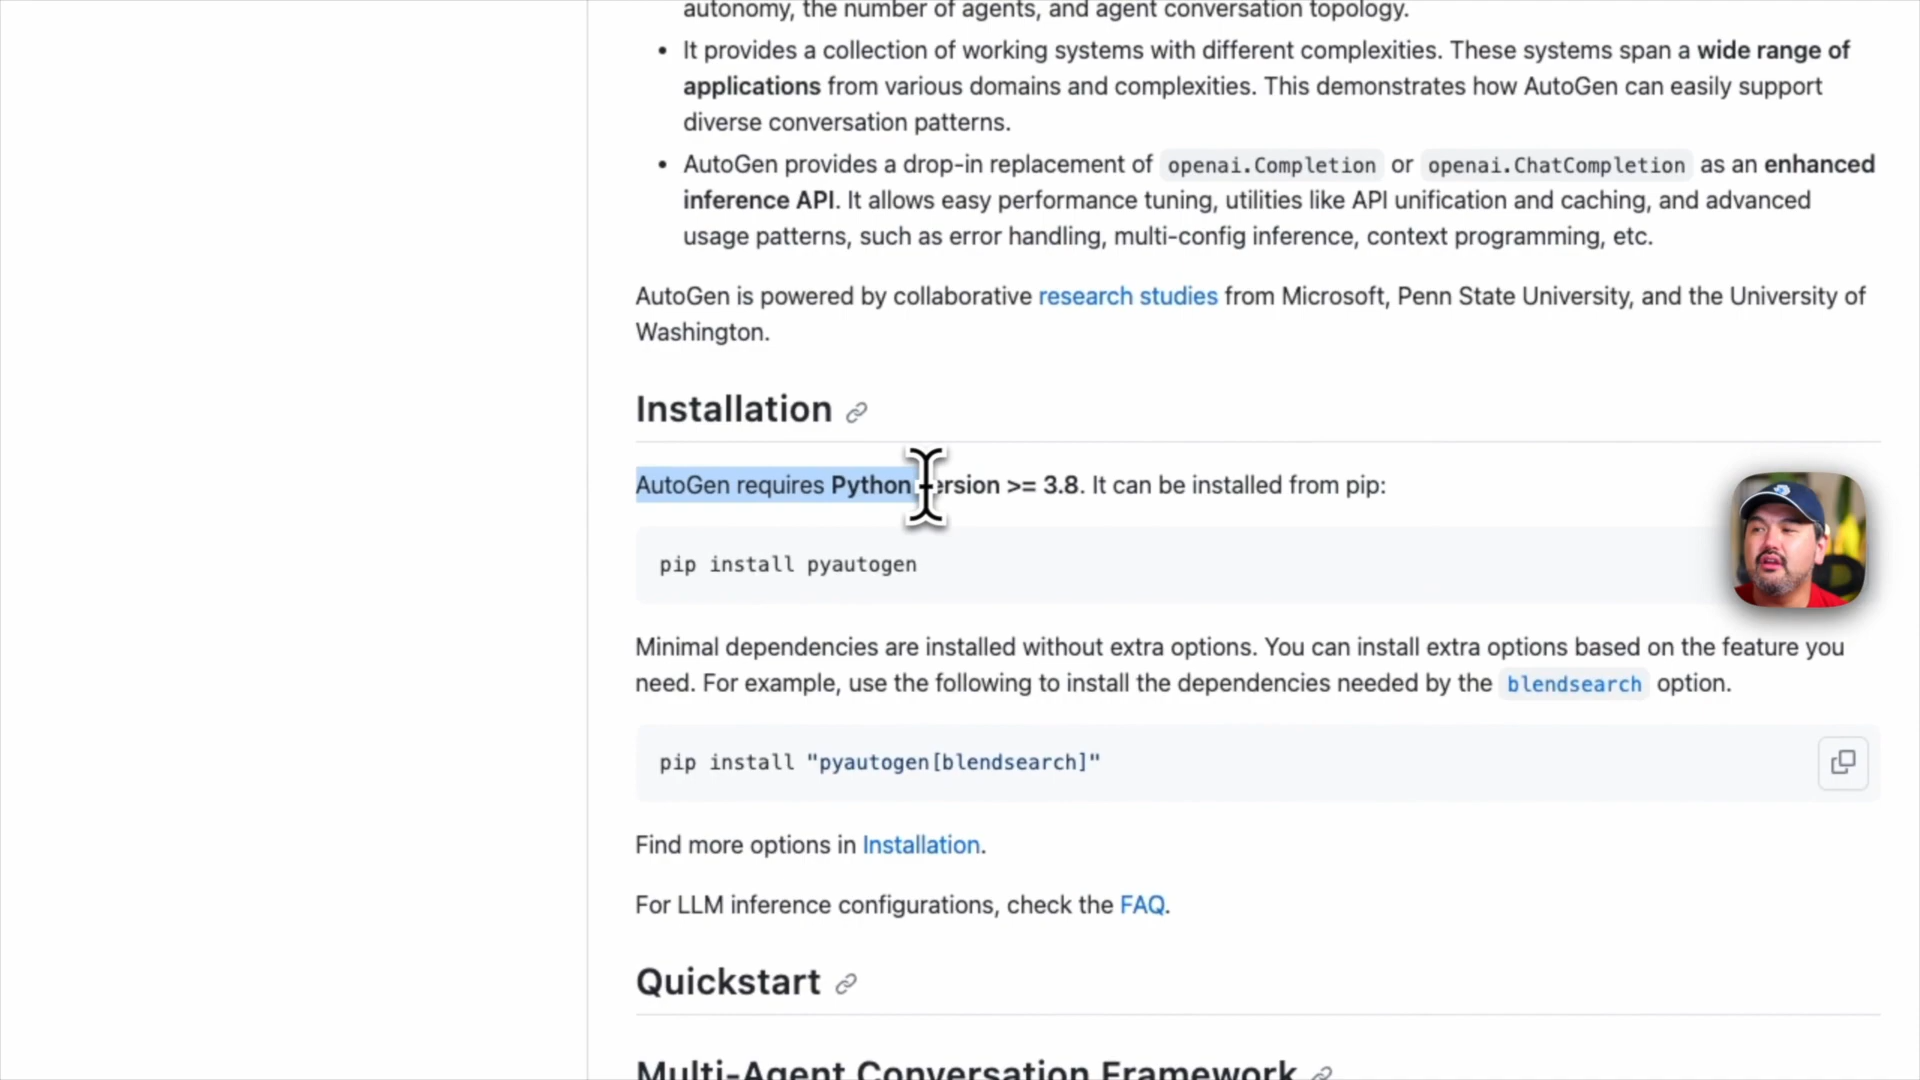 autonomy, the number of agents, and agent conversation topology.
• It provides a collection of working systems with different complexities. These systems span a wide range of
applications from various domains and complexities. This demonstrates how AutoGen can easily support
diverse conversation patterns.
• AutoGen provides a drop-in replacement of openai.Completion or openai.ChatCompletion as an enhanced
inference API. It allows easy performance tuning, utilities like API unification and caching, and advanced
usage patterns, such as error handling, multi-config inference, context programming, etc.
AutoGen is powered by collaborative research studies from Microsoft, Penn State University, and the University of
Washington.
Installation
AutoGen requires Python version >= 3.8. It can be installed from pip:
pip install pyautogen
Minimal dependencies are installed without extra options. You can install extra options based on the feature you
need. For example, use the following to install the dependencies needed by the blendsearch option.
pip install "pyautogen[blendsearch]"
Find more options in Installation.
For LLM inference configurations, check the FAQ.
Quickstart
Multi-Agent Conversation Framework